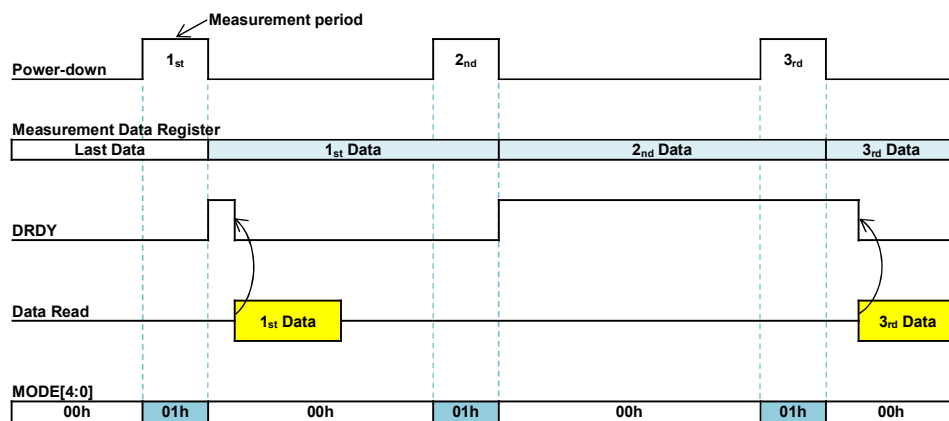 Measurement period
Power-down
1st 2nd 3rd
Measurement Data Register
Last Data 1st Data 2nd Data 3rd Data
DRDY
Data Read
1st Data 3rd Data
MODE[4:0]
00h 01h 00h 01h 00h 01h 00h